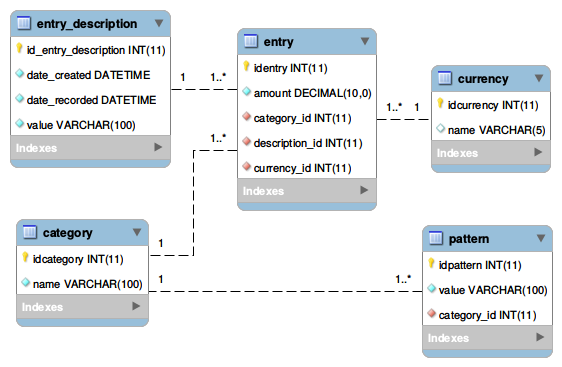 entry_description
id_entry_description INT(11)
date_created DATETIME
date_recorded DATETIME
value VARCHAR(100)
Indexes
1
1..*
entry
identry INT(11)
amount DECIMAL(10,0)
category_id INT(11)
description_id INT(11)
currency_id INT(11)
Indexes
1..*
1
currency
idcurrency INT(11)
name VARCHAR(5)
Indexes
1..*
category
idcategory INT(11)
name VARCHAR(100)
Indexes
1
1
1..*
pattern
idpattern INT(11)
value VARCHAR(100)
category_id INT(11)
Indexes